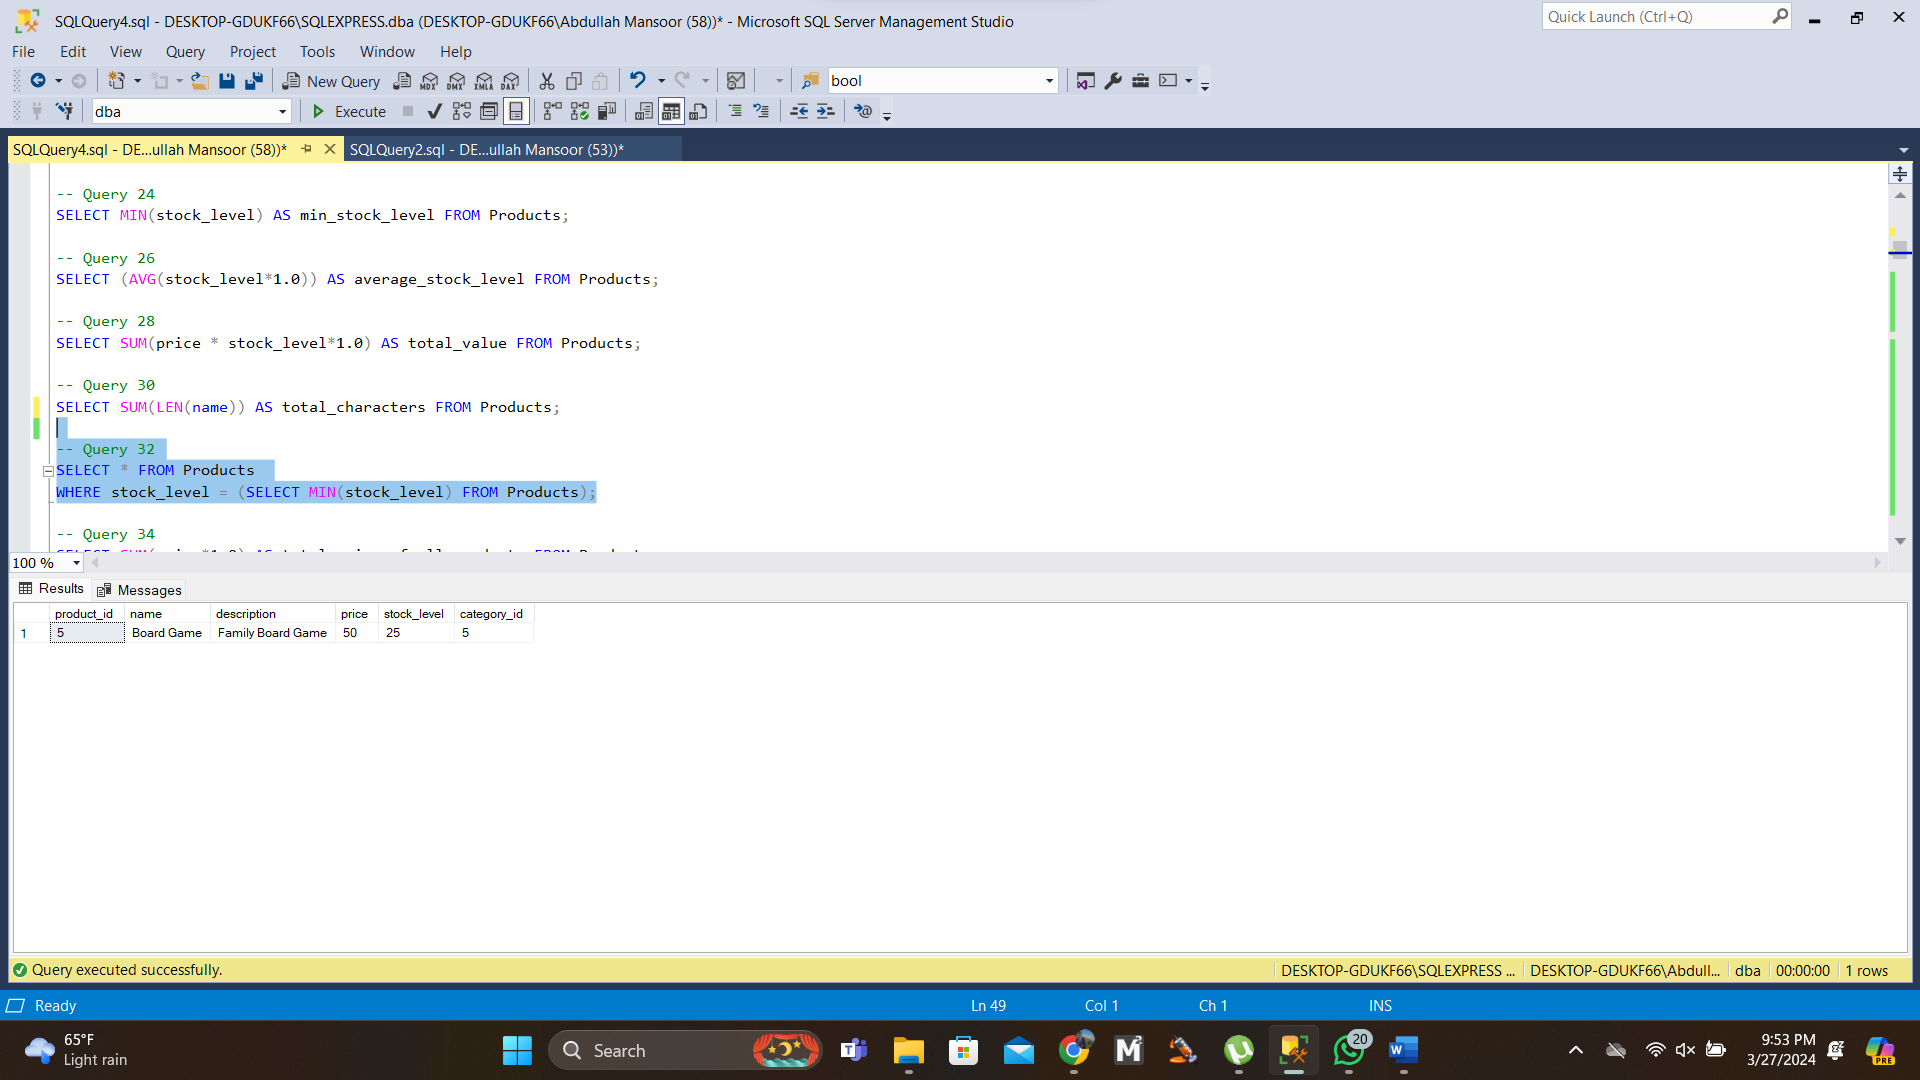 SQLQuery4.sql - DESKTOP-GDUKF66\SQLEXPRESS.dba (DESKTOP-GDUKF66\Abdullah Mansoor (58))* - Microsoft SQL Server Management Studio
Quick Launch (Ctrl+Q)
File Edit View Query Project Tools Window Help
New Query MDX DMX XMLA DAX bool
dba Execute
SQLQuery4.sql - DE...ullah Mansoor (58))* SQLQuery2.sql - DE...ullah Mansoor (53))*
-- Query 24
SELECT MIN(stock_level) AS min_stock_level FROM Products;
-- Query 26
SELECT (AVG(stock_level*1.0)) AS average_stock_level FROM Products;
-- Query 28
SELECT SUM(price * stock_level*1.0) AS total_value FROM Products;
-- Query 30
SELECT SUM(LEN(name)) AS total_characters FROM Products;
-- Query 32
SELECT * FROM Products
WHERE stock_level = (SELECT MIN(stock_level) FROM Products);
-- Query 34
100 %
Results Messages
product_id name description price stock_level category_id
1 5 Board Game Family Board Game 50 25 5
Query executed successfully. DESKTOP-GDUKF66\SQLEXPRESS ... DESKTOP-GDUKF66\Abdull... dba 00:00:00 1 rows
Ready Ln 49 Col 1 Ch 1 INS
65°F
Light rain
Search
20
9:53 PM
3/27/2024
PRE